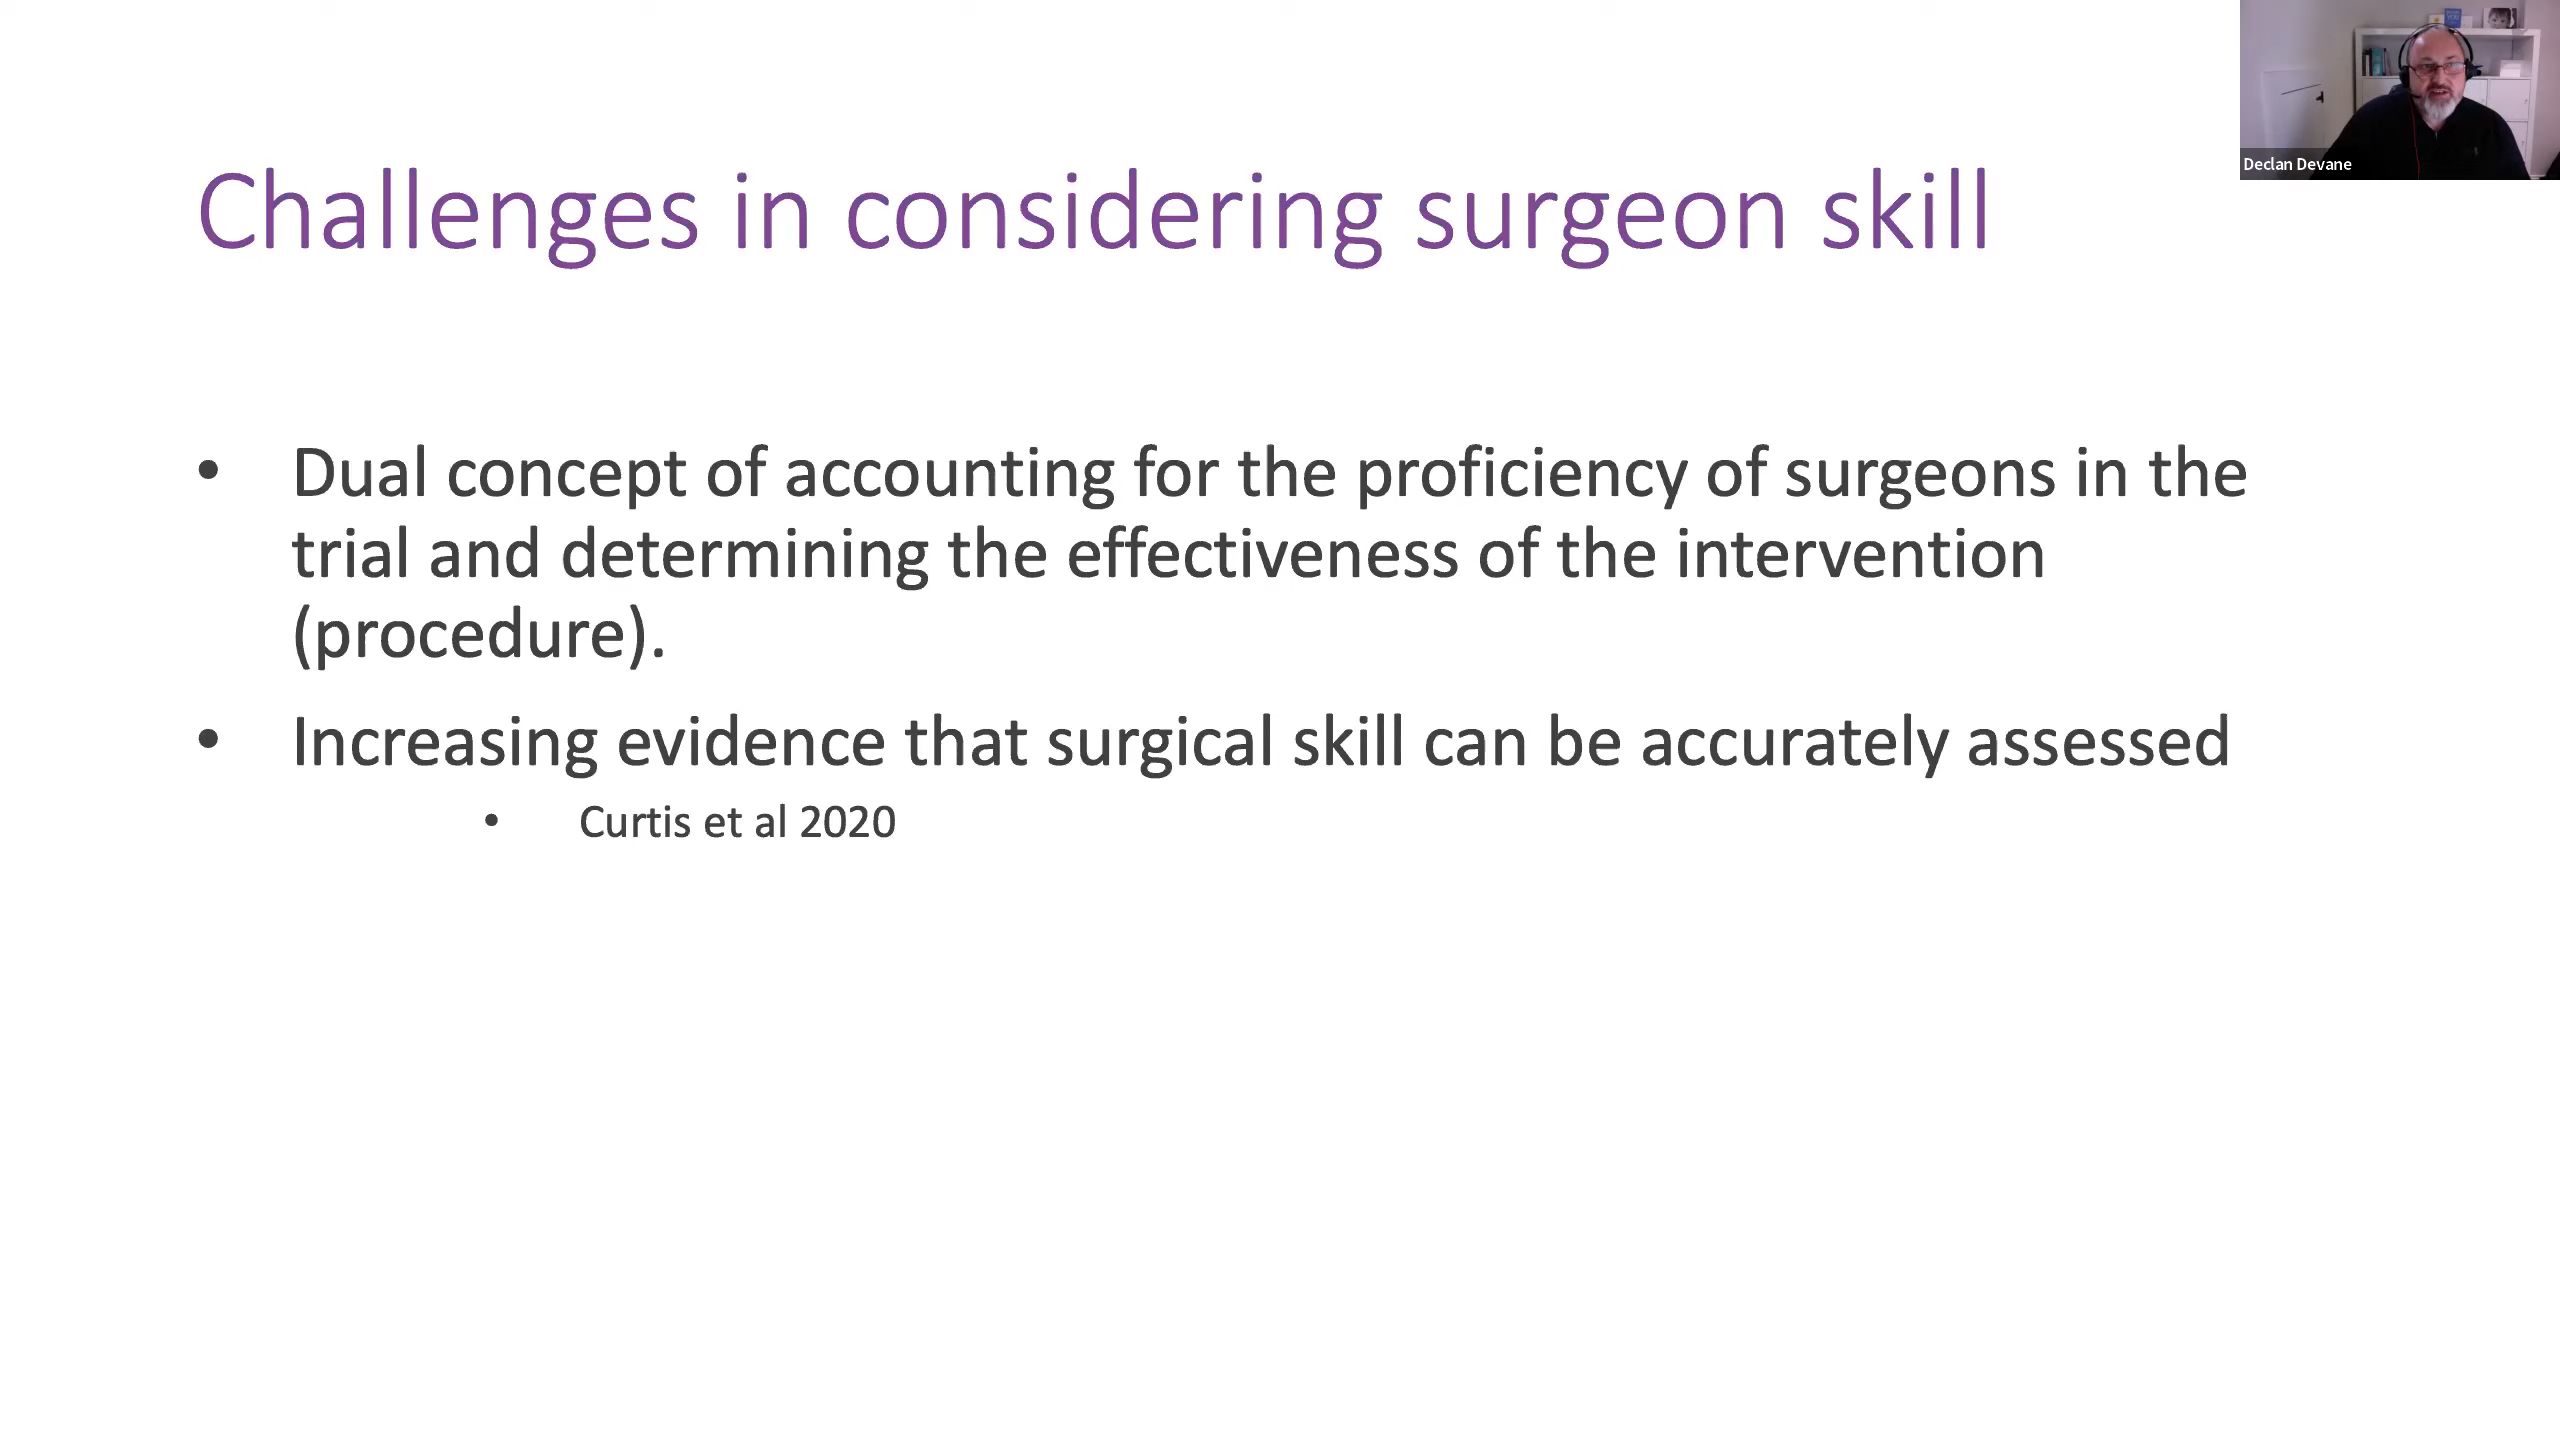 Challenges in considering surgeon skill
Declan Devane
• Dual concept of accounting for the proficiency of surgeons in the
trial and determining the effectiveness of the intervention
(procedure).
• Increasing evidence that surgical skill can be accurately assessed
• Curtis et al 2020